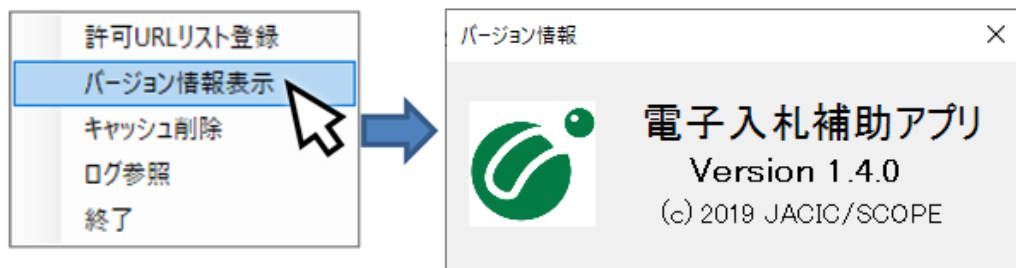 許可URLリスト登録
バージョン情報表示
キャッシュ削除
ログ参照
終了
バージョン情報
電子入札補助アプリ
Version 1.4.0
(c) 2019 JACIC/SCOPE